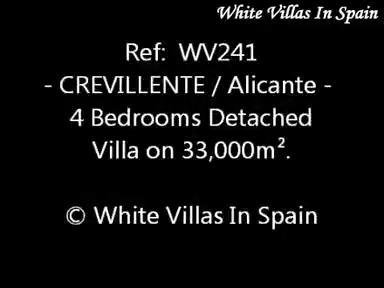 White Villas In Spain
Ref: WV241
- CREVILLENTE / Alicante -
4 Bedrooms Detached
Villa on 33,000m².
© White Villas In Spain